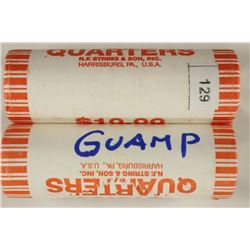 QUARTERS
N.F. STRING & SON, INC.
HARRISBURG, PA., U.S.A.
129
$10.00
GUAMP
HARRISBURG, PA., U.S.A.
N.F. STRING & SON, INC.
QUARTERS